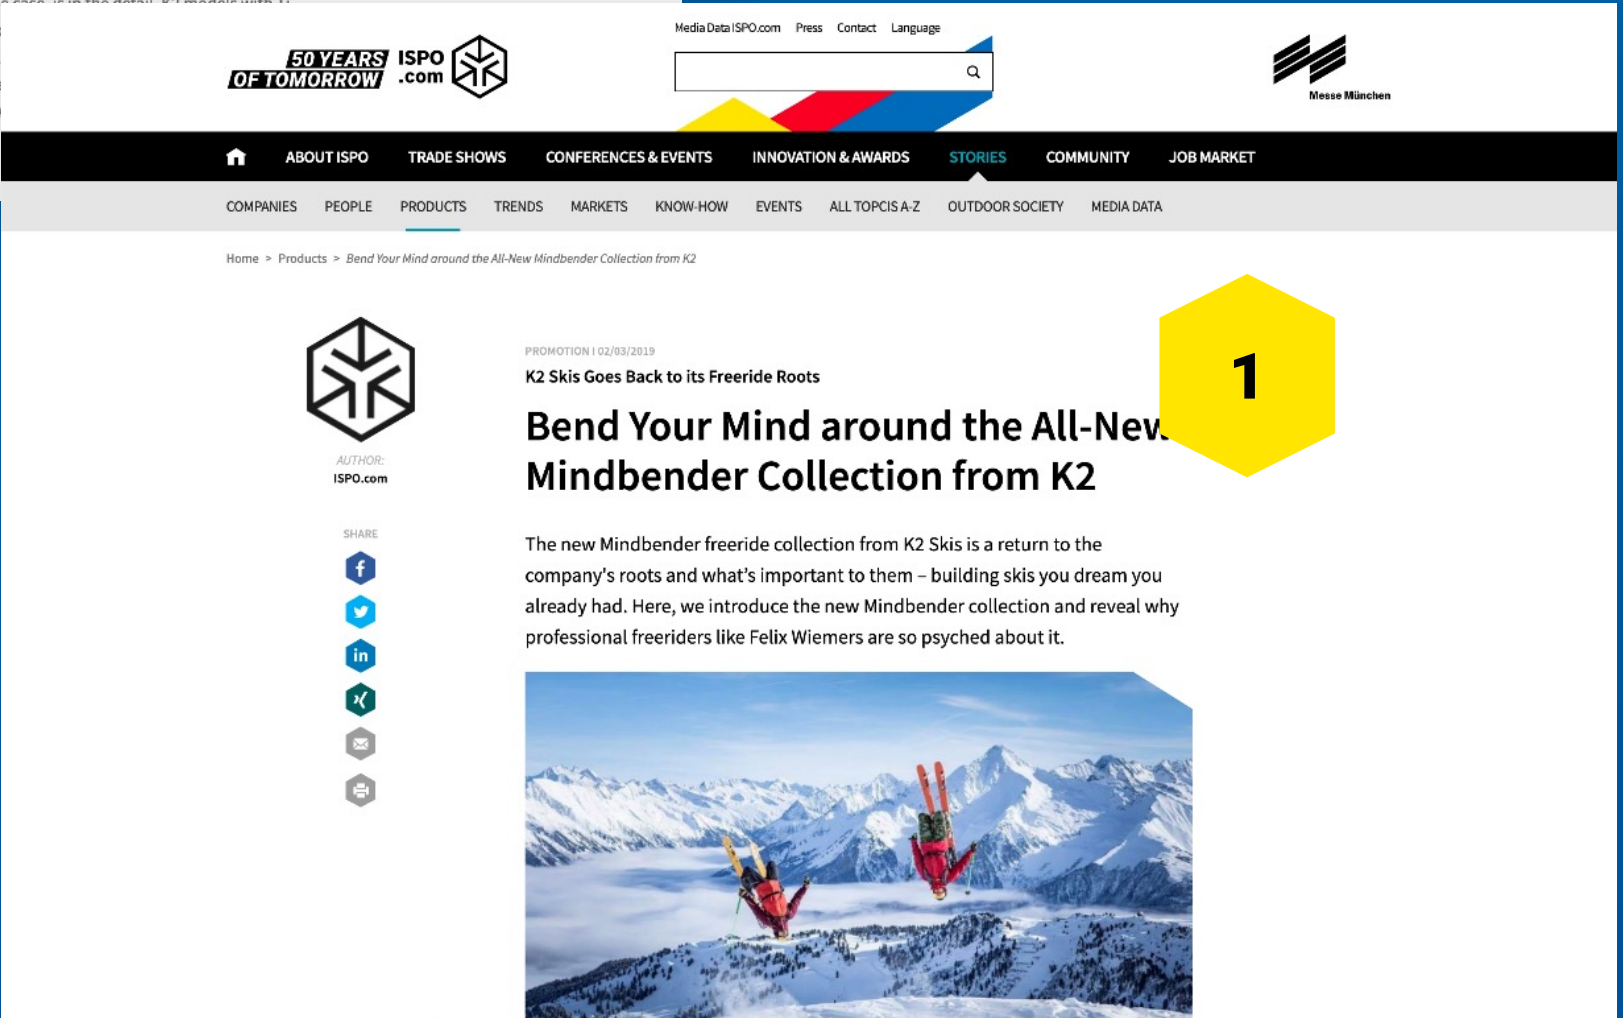 Media Data ISPO.com Press Contact Language
50 YEARS
OF TOMORROW
ISPO
.com
Messe München
ABOUT ISPO TRADE SHOWS CONFERENCES & EVENTS INNOVATION & AWARDS STORIES COMMUNITY JOB MARKET
COMPANIES PEOPLE PRODUCTS TRENDS MARKETS KNOW-HOW EVENTS ALL TOPCIS A-Z OUTDOOR SOCIETY MEDIA DATA
Home > Products > Bend Your Mind around the All-New Mindbender Collection from K2
1
PROMOTION I 02/03/2019
K2 Skis Goes Back to its Freeride Roots
Bend Your Mind around the All-New
Mindbender Collection from K2
AUTHOR:
ISPO.com
SHARE
The new Mindbender freeride collection from K2 Skis is a return to the
company's roots and what's important to them – building skis you dream you
already had. Here, we introduce the new Mindbender collection and reveal why
professional freeriders like Felix Wiemers are so psyched about it.